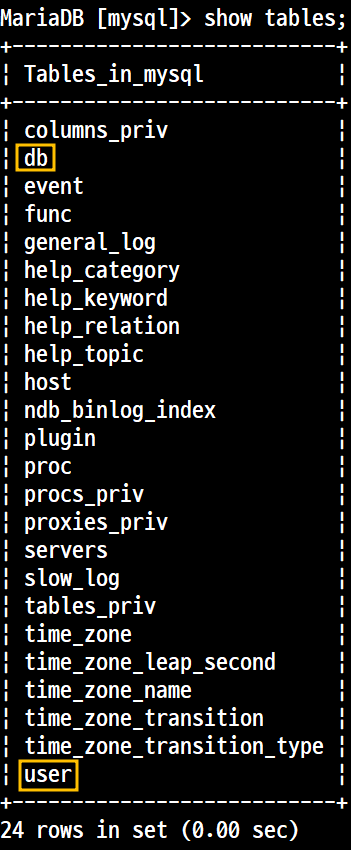 MariaDB [mysql]> show tables;
+---------------------------+
¦ Tables_in_mysql           ¦
+---------------------------+
¦ columns_priv              ¦
¦ db                        ¦
¦ event                     ¦
¦ func                      ¦
¦ general_log               ¦
¦ help_category             ¦
¦ help_keyword              ¦
¦ help_relation             ¦
¦ help_topic                ¦
¦ host                      ¦
¦ ndb_binlog_index          ¦
¦ plugin                    ¦
¦ proc                      ¦
¦ procs_priv                ¦
¦ proxies_priv              ¦
¦ servers                   ¦
¦ slow_log                  ¦
¦ tables_priv               ¦
¦ time_zone                 ¦
¦ time_zone_leap_second     ¦
¦ time_zone_name            ¦
¦ time_zone_transition      ¦
¦ time_zone_transition_type ¦
¦ user                      ¦
+---------------------------+
24 rows in set (0.00 sec)